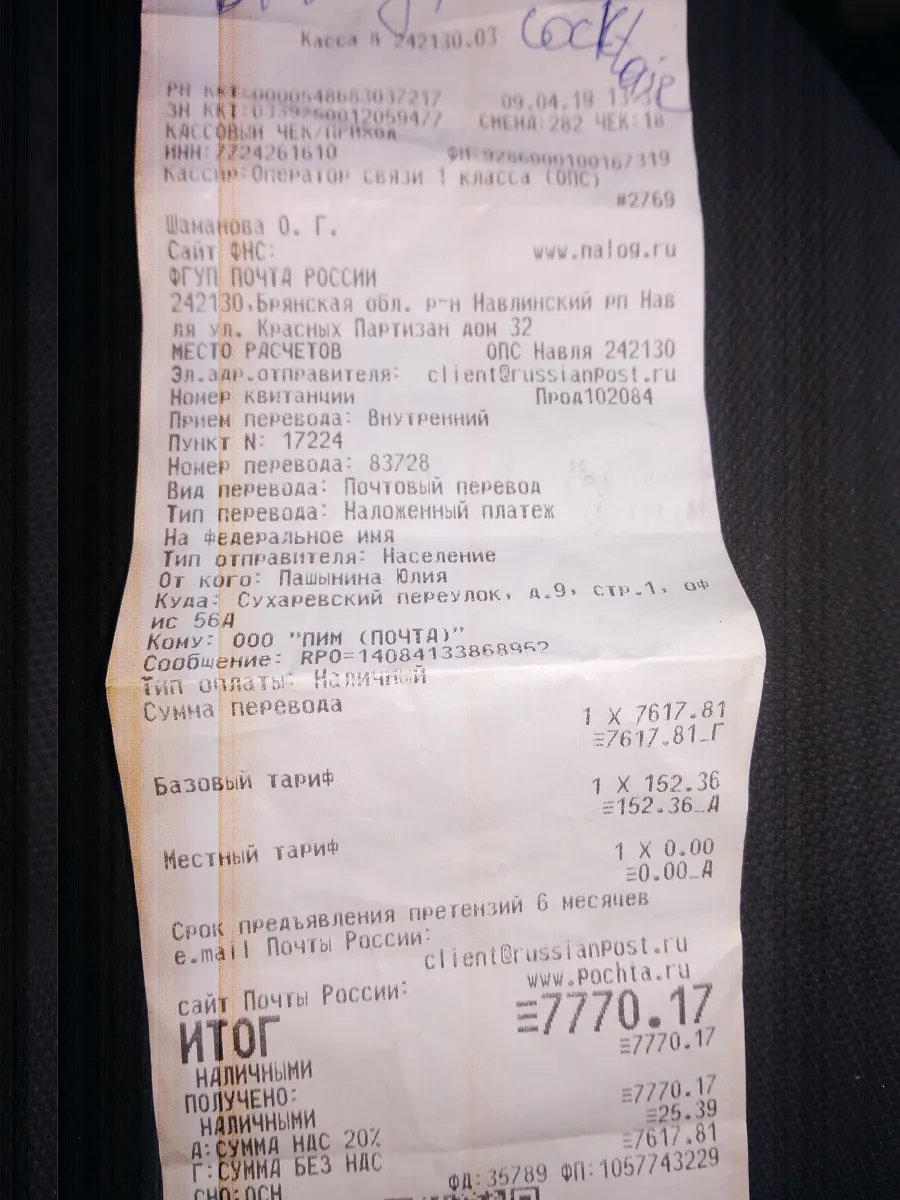 Cocktaje
Касса N 242130.03
РН ККТ:0000548683037217 09.04.19
ЗН ККТ:0339260012059477 СМЕНА:282 ЧЕК:18
КАССОВЫЙ ЧЕК/ПРИХОД
ИНН:7724261610 ФН:9286000100167319
Кассир:Оператор связи 1 класса (ОПС)
#2769
Шаманова О. Г.
Сайт ФНС: www.nalog.ru
ФГУП ПОЧТА РОССИИ
242130,Брянская обл. р-н Навлинский рп Нав
ля ул. Красных Партизан дом 32
МЕСТО РАСЧЕТОВ ОПС Навля 242130
Эл.адр.отправителя: client@russianpost.ru
Номер квитанции Прод102084
Прием перевода: Внутренний
Пункт N: 17224
Номер перевода: 83728
Вид перевода: Почтовый перевод
Тип перевода: Наложенный платеж
На федеральное имя
Тип отправителя: Население
От кого: Пашынина Юлия
Куда: Сухаревский переулок, д.9, стр.1, оф
ис 56Д
Кому: ООО "ПИМ (ПОЧТА)"
Сообщение: RPO=14084133868952
Тип оплаты: Наличный
Сумма перевода 1 X 7617.81
≡7617.81_Г
Базовый тариф 1 X 152.36
≡152.36_А
Местный тариф 1 X 0.00
≡0.00_А
Срок предъявления претензий 6 месяцев
e.mail Почты России:
client@russianpost.ru
сайт Почты России: www.pochta.ru
ИТОГ ≡7770.17
НАЛИЧНЫМИ ≡7770.17
ПОЛУЧЕНО:
НАЛИЧНЫМИ ≡7770.17
А:СУММА НДС 20% ≡25.39
Г:СУММА БЕЗ НДС ≡7617.81
СНО:ОСН ФД:35789 ФП:1057743229